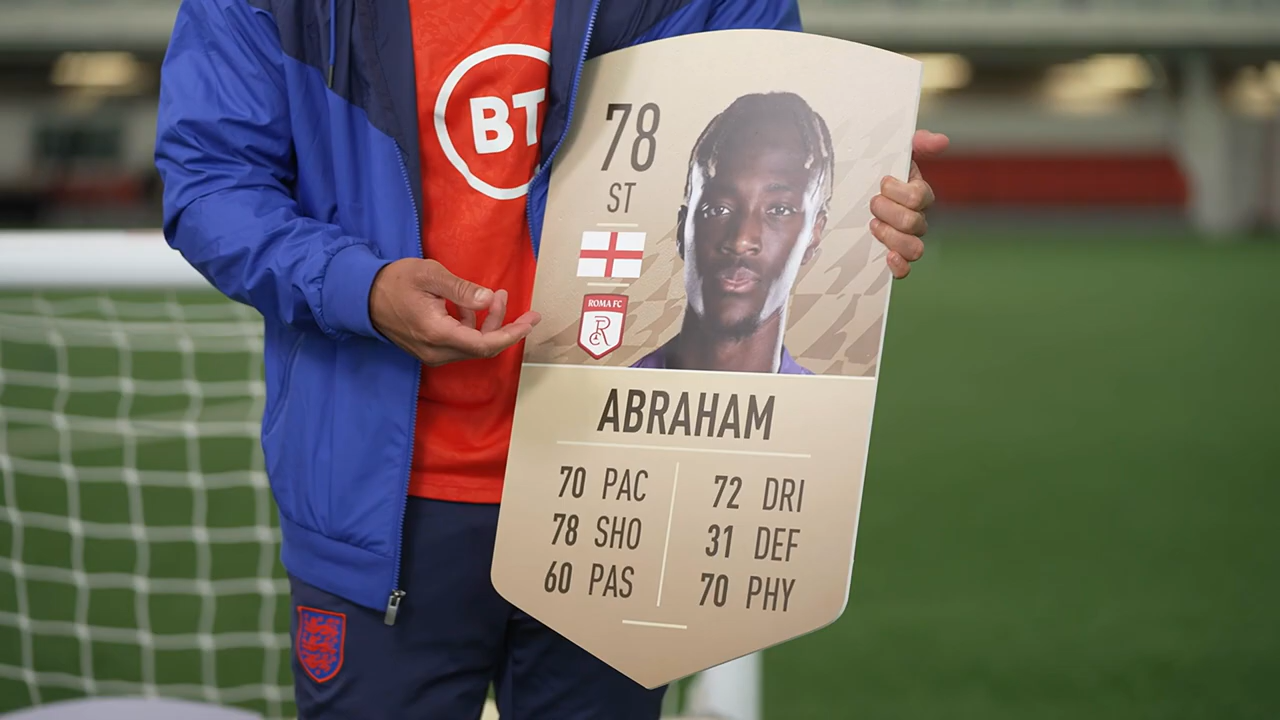 BT
78
ST
ROMA FC
R
ABRAHAM
70 PAC
78 SHO
60 PAS
72 DRI
31 DEF
70 PHY